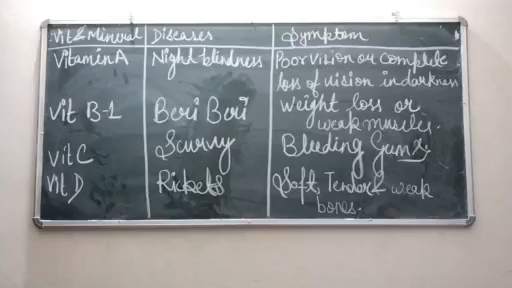 Vit & Mineral Diseases Symptom
Vitamin A Night blindness Poor vision or complete
loss of vision in darkness
Vit B-1 Beri Beri Weight loss or
weak muscles.
Vit C Scurvy Bleeding Gums.
Vit D Rickets Soft, Tender & weak
bones.